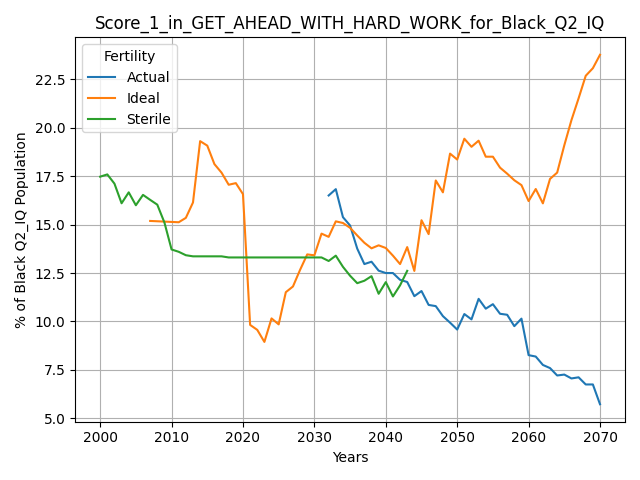 Score_1_in_GET_AHEAD_WITH_HARD_WORK_for_Black_Q2_IQ
Fertility
Actual
Ideal
Sterile
% of Black Q2_IQ Population
22.5
20.0
17.5
15.0
12.5
10.0
7.5
5.0
2000 2010 2020 2030 2040 2050 2060 2070
Years